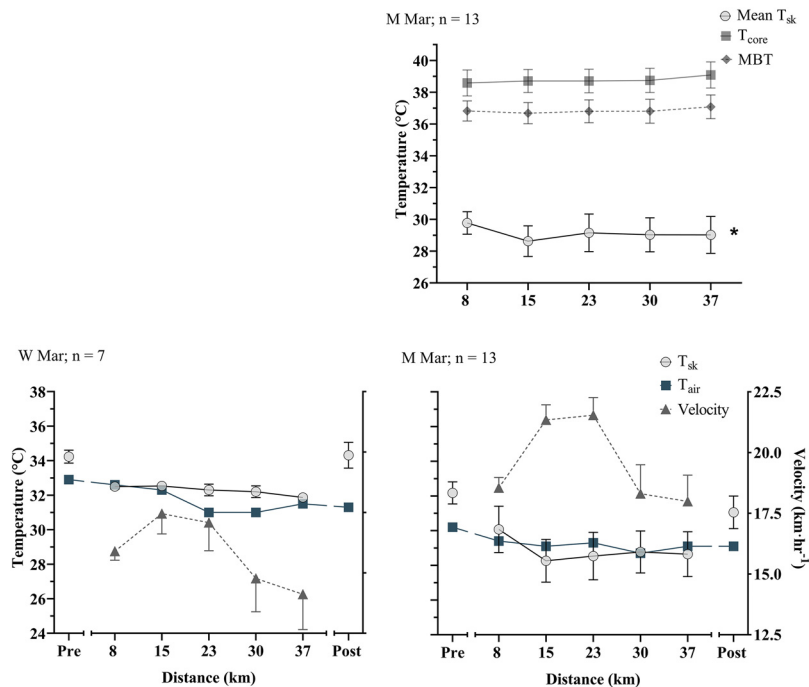 M Mar; n = 13
Mean Tsk
Tcore
MBT
Temperature (°C)
40
38
36
34
32
30
28
26
8 15 23 30 37
*
W Mar; n = 7
Temperature (°C)
38
36
34
32
30
28
26
24
Pre 8 15 23 30 37 Post
Distance (km)
M Mar; n = 13
Tsk
Tair
Velocity
22.5
20.0
17.5
15.0
12.5
Velocity (km·hr⁻¹)
Pre 8 15 23 30 37 Post
Distance (km)